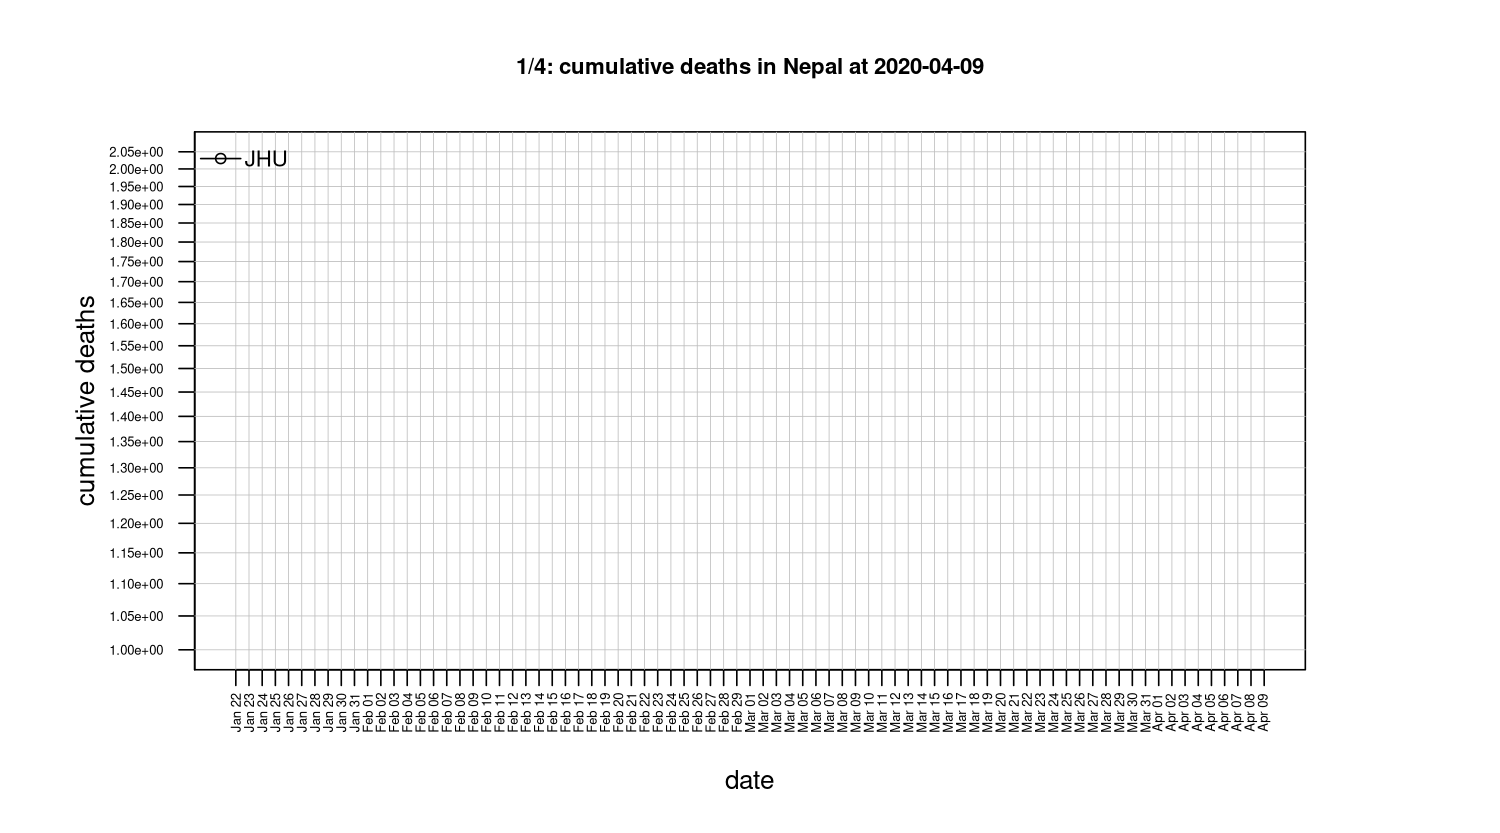 1/4: cumulative deaths in Nepal at 2020-04-09
JHU
cumulative deaths
2.05e+00
2.00e+00
1.95e+00
1.90e+00
1.85e+00
1.80e+00
1.75e+00
1.70e+00
1.65e+00
1.60e+00
1.55e+00
1.50e+00
1.45e+00
1.40e+00
1.35e+00
1.30e+00
1.25e+00
1.20e+00
1.15e+00
1.10e+00
1.05e+00
1.00e+00
Jan 22
Jan 23
Jan 24
Jan 25
Jan 26
Jan 27
Jan 28
Jan 29
Jan 30
Jan 31
Feb 01
Feb 02
Feb 03
Feb 04
Feb 05
Feb 06
Feb 07
Feb 08
Feb 09
Feb 10
Feb 11
Feb 12
Feb 13
Feb 14
Feb 15
Feb 16
Feb 17
Feb 18
Feb 19
Feb 20
Feb 21
Feb 22
Feb 23
Feb 24
Feb 25
Feb 26
Feb 27
Feb 28
Feb 29
Mar 01
Mar 02
Mar 03
Mar 04
Mar 05
Mar 06
Mar 07
Mar 08
Mar 09
Mar 10
Mar 11
Mar 12
Mar 13
Mar 14
Mar 15
Mar 16
Mar 17
Mar 18
Mar 19
Mar 20
Mar 21
Mar 22
Mar 23
Mar 24
Mar 25
Mar 26
Mar 27
Mar 28
Mar 29
Mar 30
Mar 31
Apr 01
Apr 02
Apr 03
Apr 04
Apr 05
Apr 06
Apr 07
Apr 08
Apr 09
date